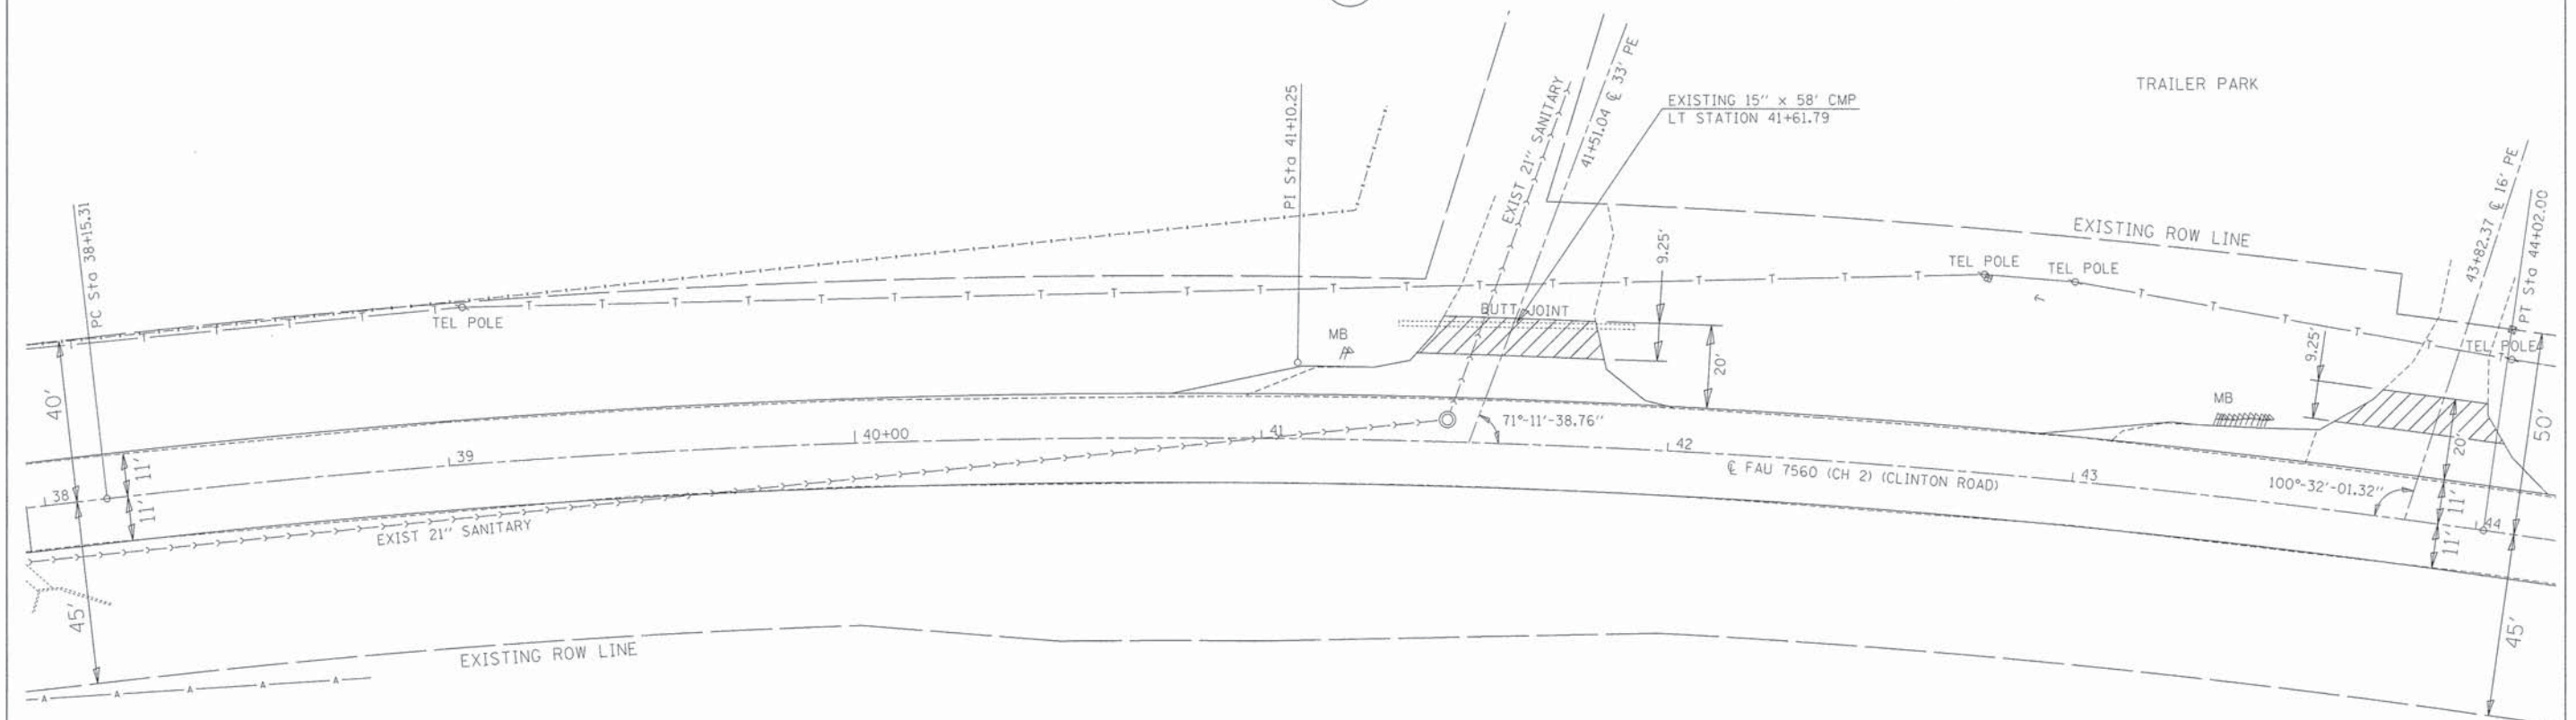 TRAILER PARK
EXISTING 15" x 58' CMP
LT STATION 41+61.79
PI Sta 41+10.25
EXIST 21" SANITARY
41+51.04 ℄ 33' PE
PC Sta 38+15.31
43+82.37 ℄ 16' PE
PT Sta 44+02.00
EXISTING ROW LINE
9.25'
TEL POLE
TEL POLE
T T T T T T T T T T T T T T T T T T T T T T T T
TEL POLE
BUTT JOINT
MB
20'
9.25'
TEL POLE
40'
MB
50'
71°-11'-38.76"
40+00
41
42
39
℄ FAU 7560 (CH 2) (CLINTON ROAD)
43
100°-32'-01.32"
20'
11'
11'
38
44
11'
11'
EXIST 21" SANITARY
45'
45'
EXISTING ROW LINE
A A A A A